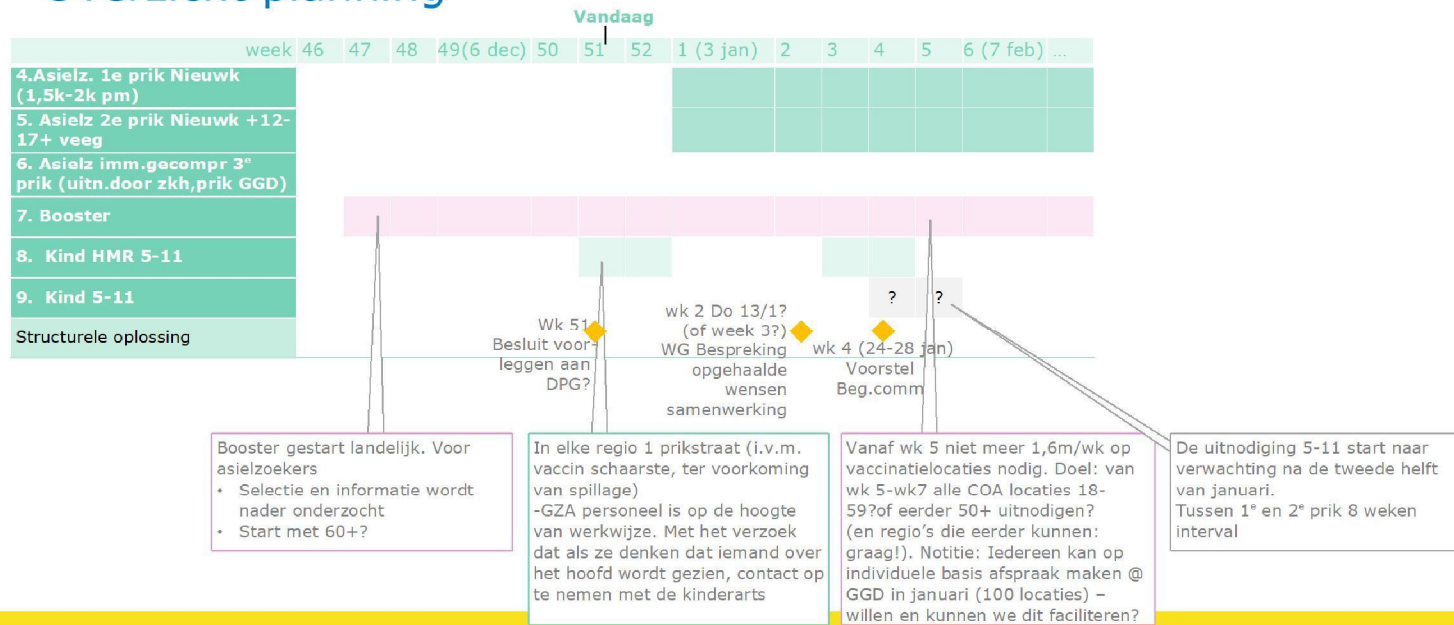 Overzicht planning
Vandaag
week 46 47 48 49(6 dec) 50 51 52 1 (3 jan) 2 3 4 5 6 (7 feb) ...
4.Asielz. 1e prik Nieuwk
(1,5k-2k pm)
5. Asielz 2e prik Nieuwk +12-
17+ veeg
6. Asielz imm.gecompr 3e
prik (uitn.door zkh,prik GGD)
7. Booster
8. Kind HMR 5-11
9. Kind 5-11
? ?
Structurele oplossing
Wk 51
Besluit voor-
leggen aan
DPG?
wk 2 Do 13/1?
(of week 3?)
WG Bespreking
opgehaalde
wensen
samenwerking
wk 4 (24-28 jan)
Voorstel
Beg.comm
Booster gestart landelijk. Voor
asielzoekers
• Selectie en informatie wordt
nader onderzocht
• Start met 60+?
In elke regio 1 prikstraat (i.v.m.
vaccin schaarste, ter voorkoming
van spillage)
-GZA personeel is op de hoogte
van werkwijze. Met het verzoek
dat als ze denken dat iemand over
het hoofd wordt gezien, contact op
te nemen met de kinderarts
Vanaf wk 5 niet meer 1,6m/wk op
vaccinatielocaties nodig. Doel: van
wk 5-wk7 alle COA locaties 18-
59?of eerder 50+ uitnodigen?
(en regio's die eerder kunnen:
graag!). Notitie: Iedereen kan op
individuele basis afspraak maken @
GGD in januari (100 locaties) –
willen en kunnen we dit faciliteren?
De uitnodiging 5-11 start naar
verwachting na de tweede helft
van januari.
Tussen 1e en 2e prik 8 weken
interval